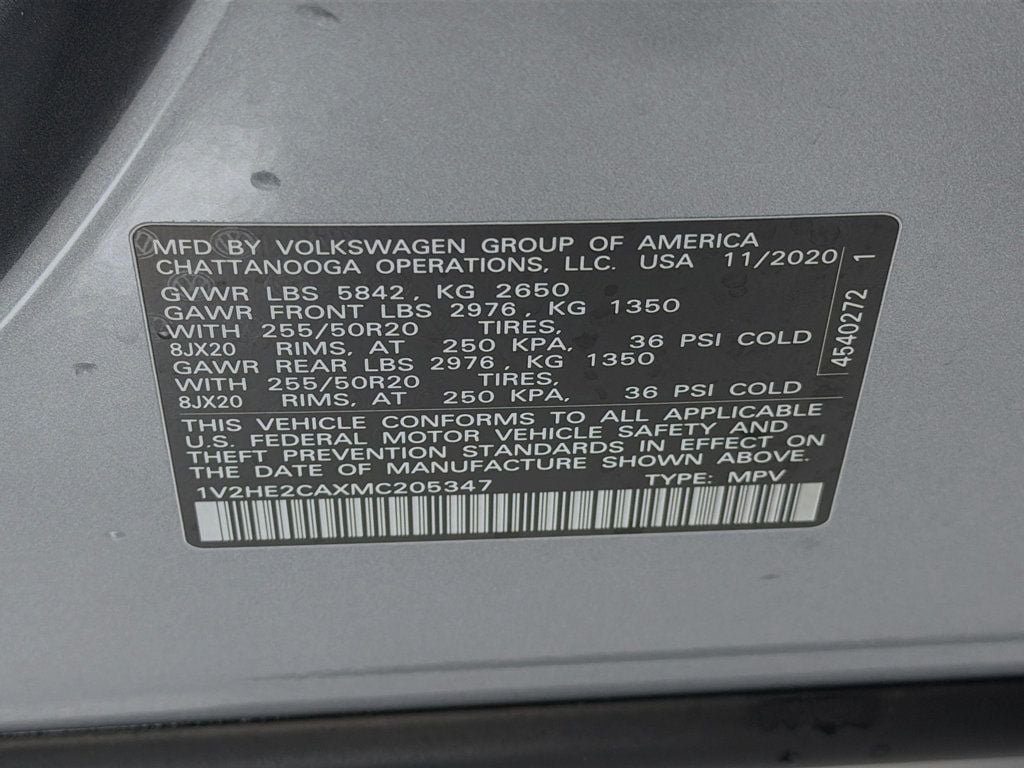 MFD BY VOLKSWAGEN GROUP OF AMERICA
CHATTANOOGA OPERATIONS, LLC. USA 11/2020
GVWR LBS 5842, KG 2650
GAWR FRONT LBS 2976, KG 1350
WITH 255/50R20 TIRES,
8JX20 RIMS, AT 250 KPA, 36 PSI COLD
GAWR REAR LBS 2976, KG 1350
WITH 255/50R20 TIRES,
8JX20 RIMS, AT 250 KPA, 36 PSI COLD
THIS VEHICLE CONFORMS TO ALL APPLICABLE
U.S. FEDERAL MOTOR VEHICLE SAFETY AND
THEFT PREVENTION STANDARDS IN EFFECT ON
THE DATE OF MANUFACTURE SHOWN ABOVE.
1V2HE2CAXMC205347 TYPE: MPV
4540272 1